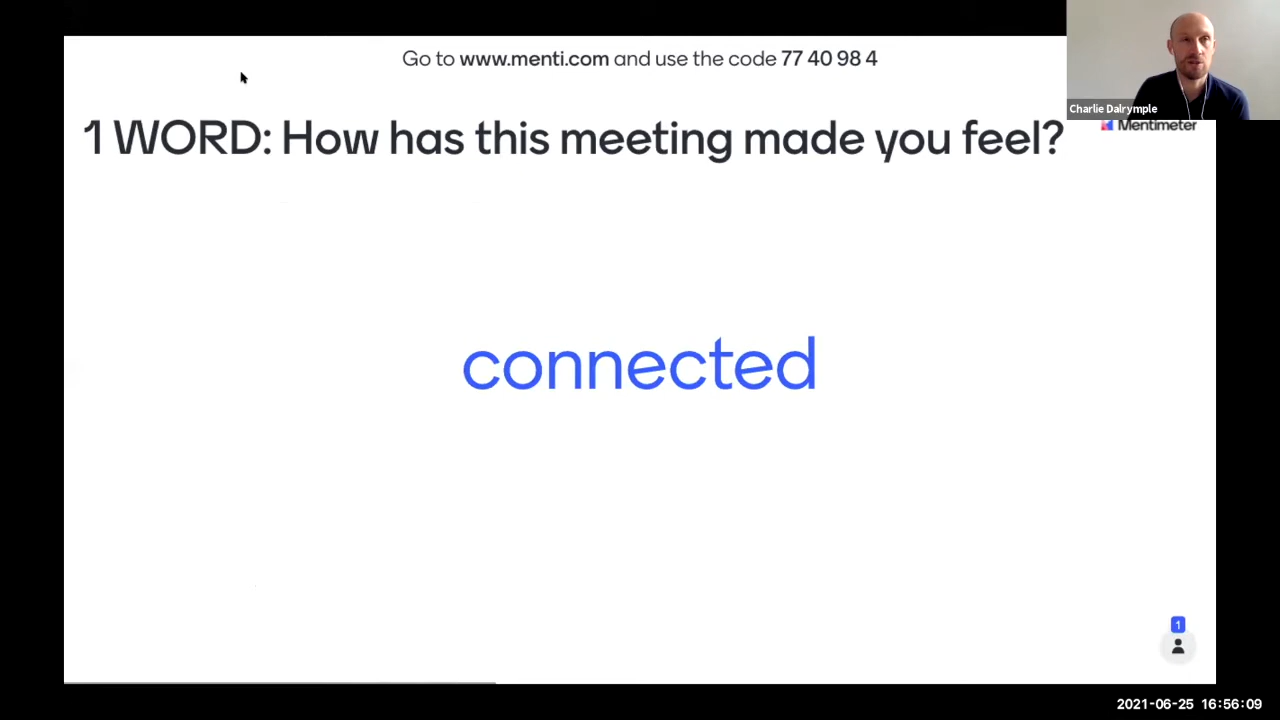 Go to www.menti.com and use the code 77 40 98 4
Charlie Dalrymple
Mentimeter
1 WORD: How has this meeting made you feel?
connected
1
2021-06-25 16:56:09